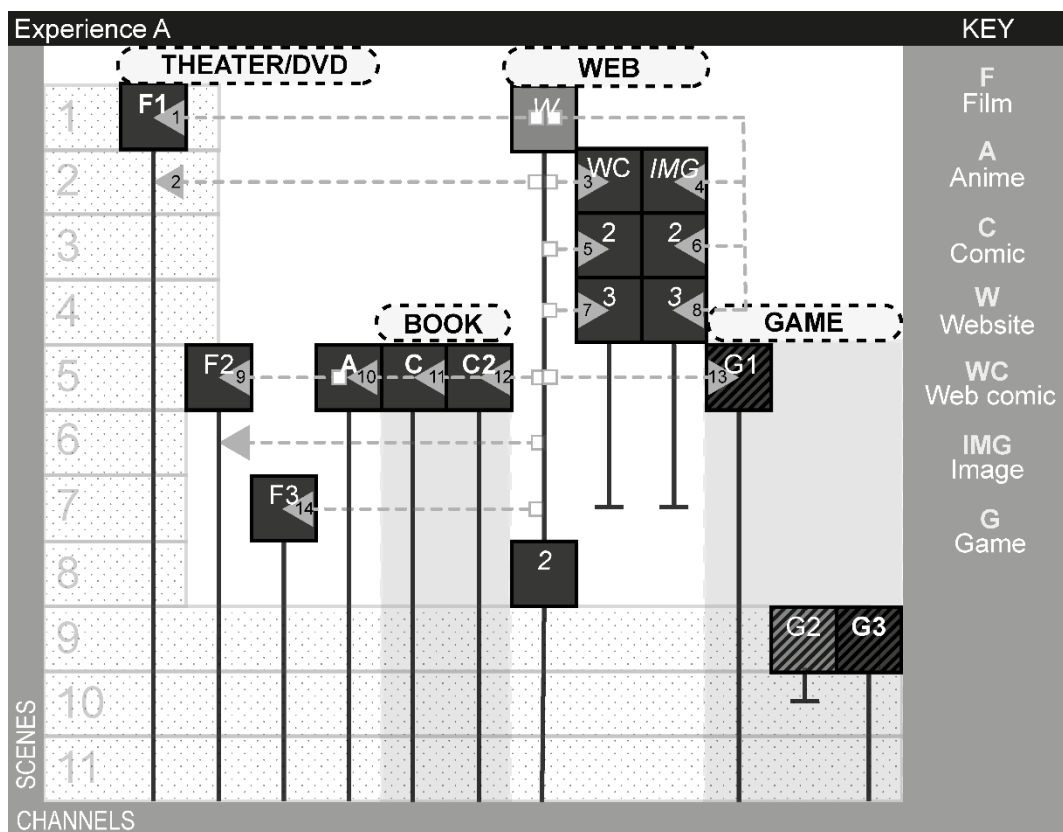 Experience A
KEY
THEATER/DVD
WEB
F
Film
1
F1
1
W
A
Anime
2
2
3
WC
IMG
4
C
Comic
3
5
2
2
6
W
Website
4
BOOK
7
3
3
8
GAME
WC
Web comic
5
F2
9
A
10
C
11
C2
12
13
G1
6
IMG
Image
7
F3
14
G
Game
8
2
9
G2
G3
10
11
SCENES
CHANNELS